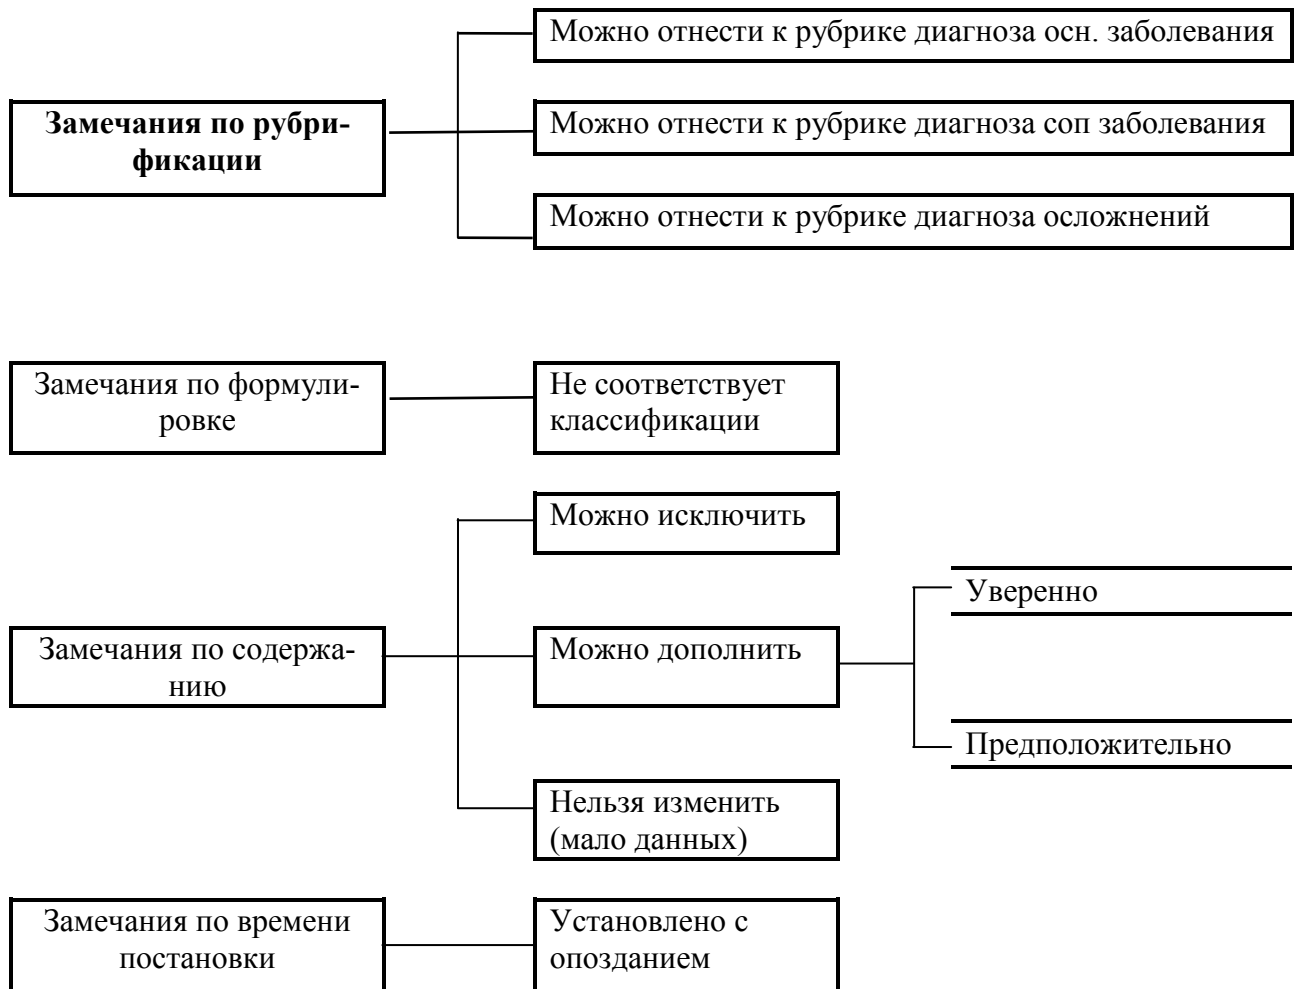 Можно отнести к рубрике диагноза осн. заболевания
Замечания по рубри-
фикации
Можно отнести к рубрике диагноза соп заболевания
Можно отнести к рубрике диагноза осложнений
Замечания по формули-
ровке
Не соответствует
классификации
Можно исключить
Замечания по содержа-
нию
Можно дополнить
Уверенно
Предположительно
Нельзя изменить
(мало данных)
Замечания по времени
постановки
Установлено с
опозданием